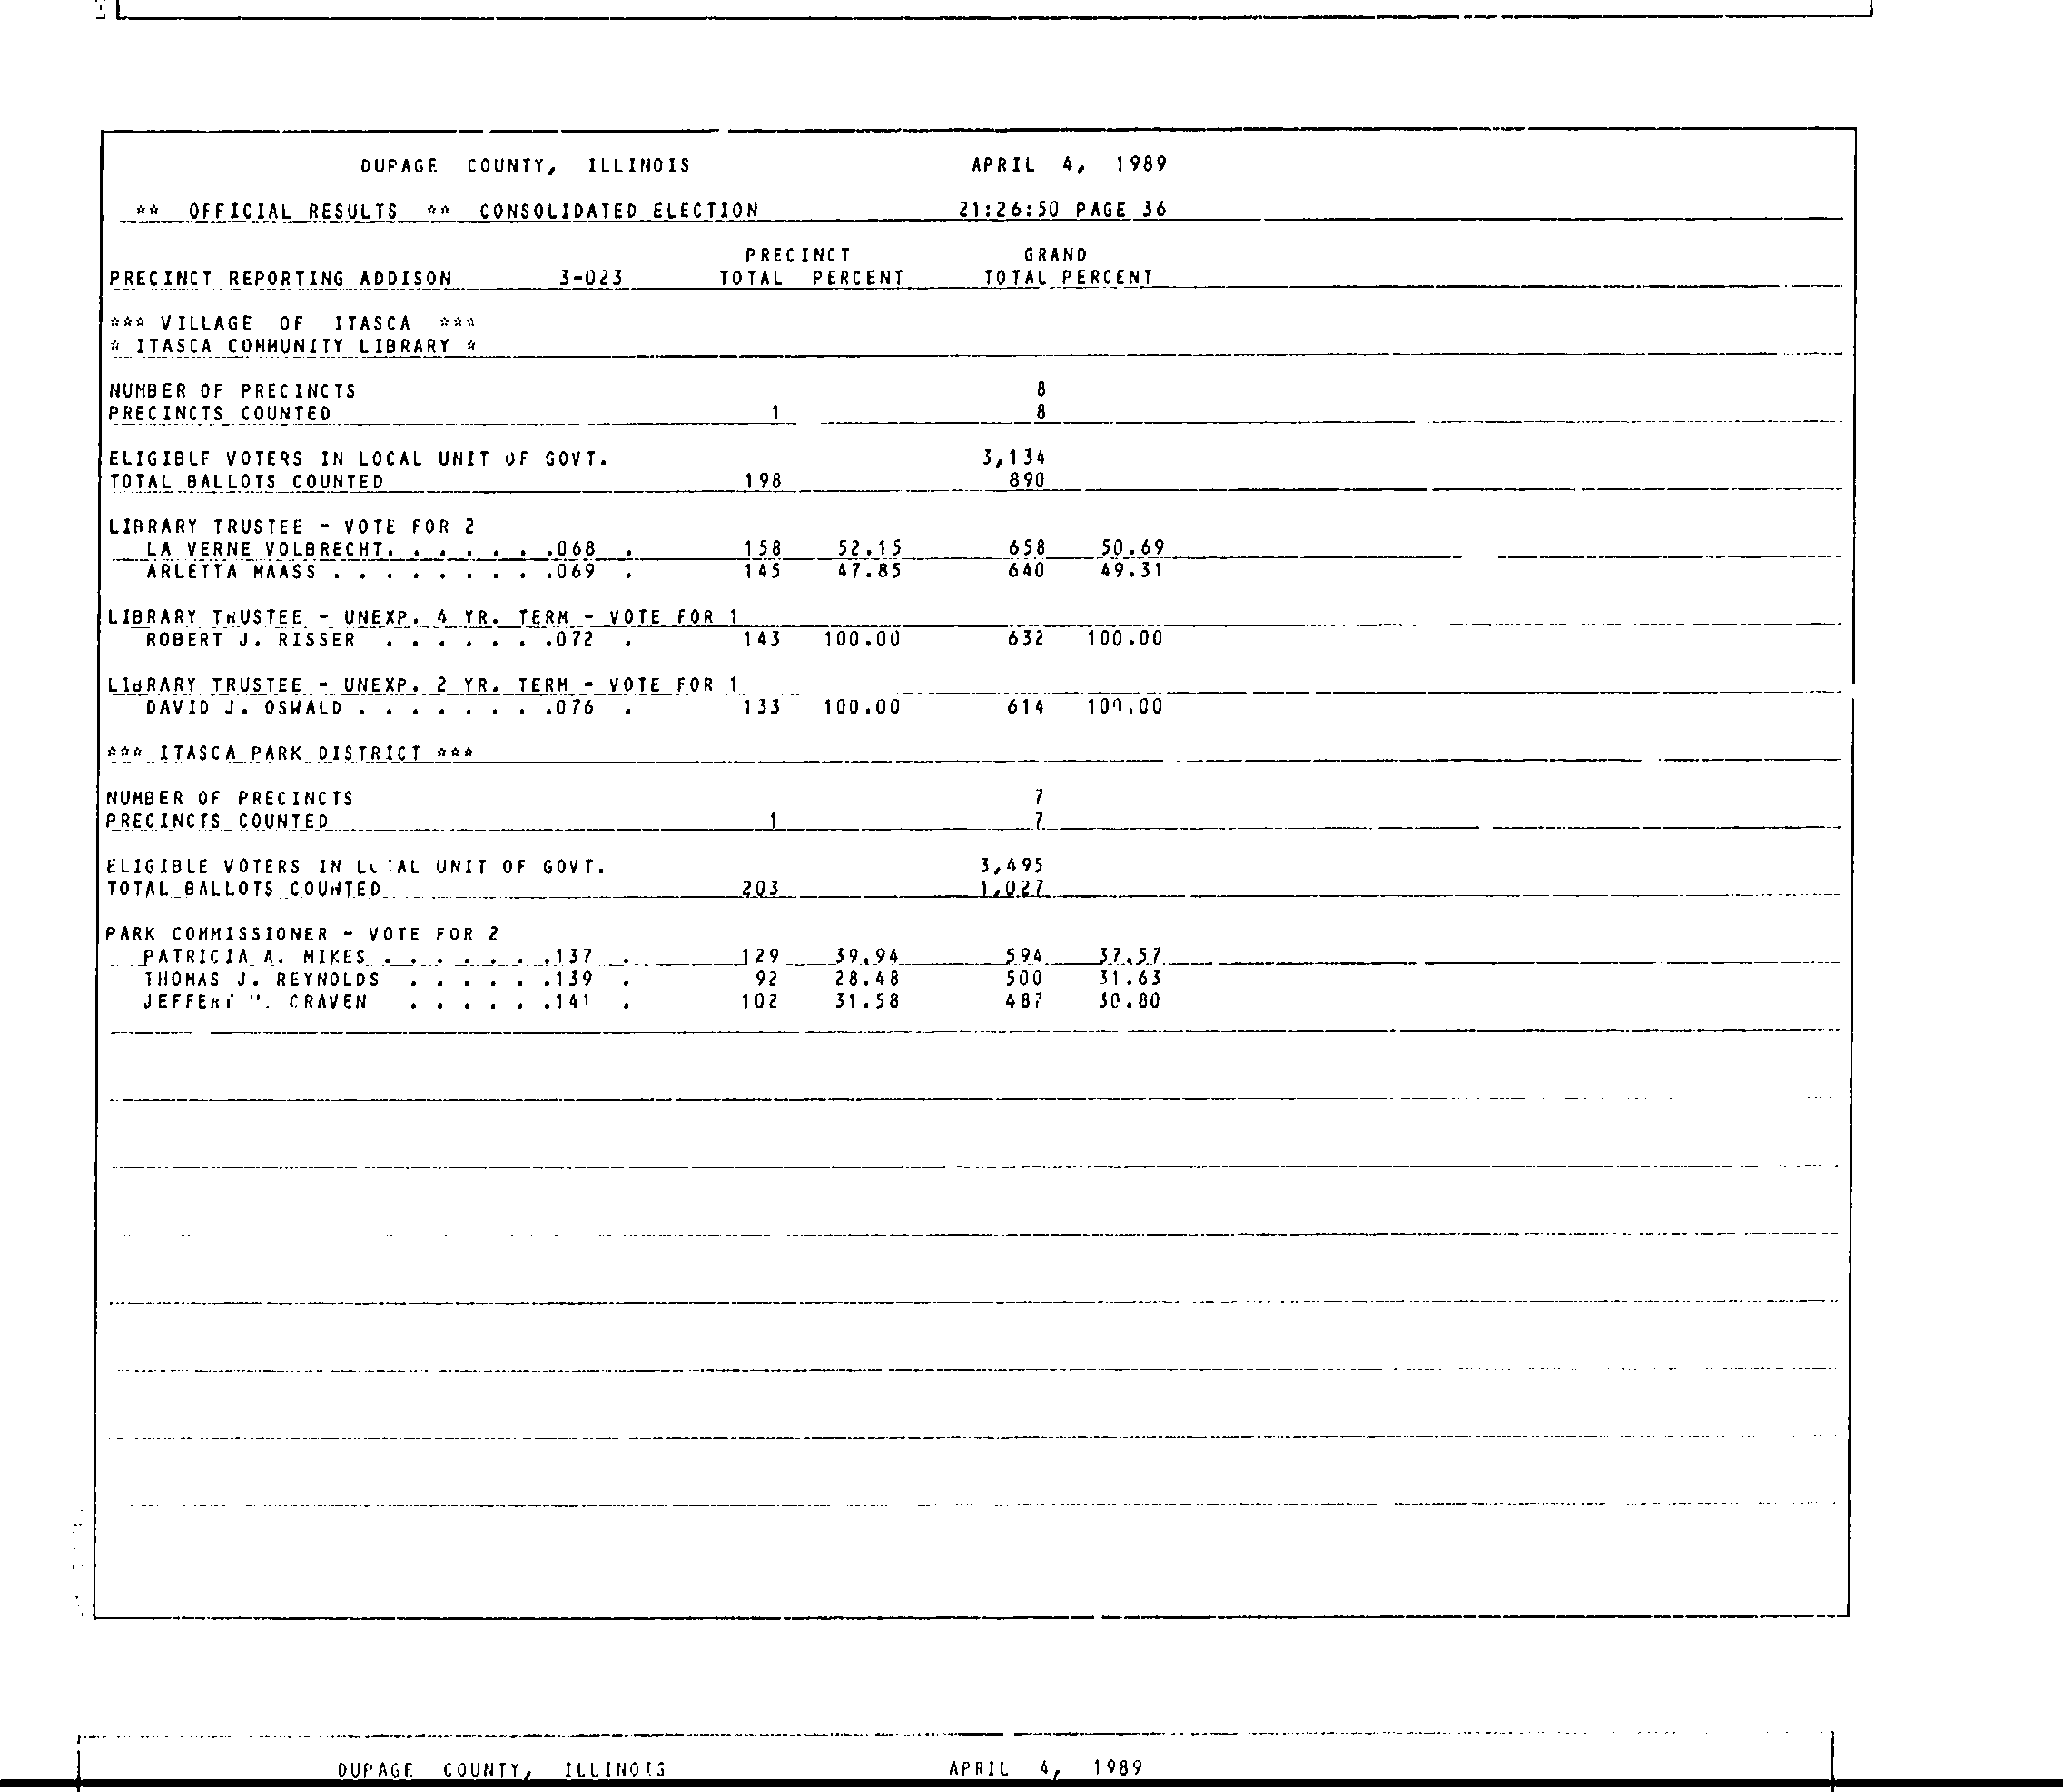 DUPAGE COUNTY, ILLINOIS APRIL 4, 1989
** OFFICIAL RESULTS ** CONSOLIDATED ELECTION 21:26:50 PAGE 36
PRECINCT GRAND
PRECINCT REPORTING ADDISON 3-023 TOTAL PERCENT TOTAL PERCENT
*** VILLAGE OF ITASCA ***
* ITASCA COMMUNITY LIBRARY *
NUMBER OF PRECINCTS 8
PRECINCTS COUNTED 1 8
ELIGIBLE VOTERS IN LOCAL UNIT OF GOVT. 3,134
TOTAL BALLOTS COUNTED 198 890
LIBRARY TRUSTEE - VOTE FOR 2
LA VERNE VOLBRECHT. . . . . . .068 . 158 52.15 658 50.69
ARLETTA MAASS . . . . . . . . .069 . 145 47.85 640 49.31
LIBRARY TRUSTEE - UNEXP. 4 YR. TERM - VOTE FOR 1
ROBERT J. RISSER . . . . . . .072 . 143 100.00 632 100.00
LIBRARY TRUSTEE - UNEXP. 2 YR. TERM - VOTE FOR 1
DAVID J. OSWALD . . . . . . . .076 . 133 100.00 614 100.00
*** ITASCA PARK DISTRICT ***
NUMBER OF PRECINCTS 7
PRECINCTS COUNTED 1 7
ELIGIBLE VOTERS IN LOCAL UNIT OF GOVT. 3,495
TOTAL BALLOTS COUNTED 203 1,027
PARK COMMISSIONER - VOTE FOR 2
PATRICIA A. MIKES . . . . . . .137 . 129 39.94 594 37.57
THOMAS J. REYNOLDS . . . . . .139 . 92 28.48 500 31.63
CRAVEN . . . . . .141 . 102 31.58 487 30.80
DUPAGE COUNTY, ILLINOIS APRIL 4, 1989